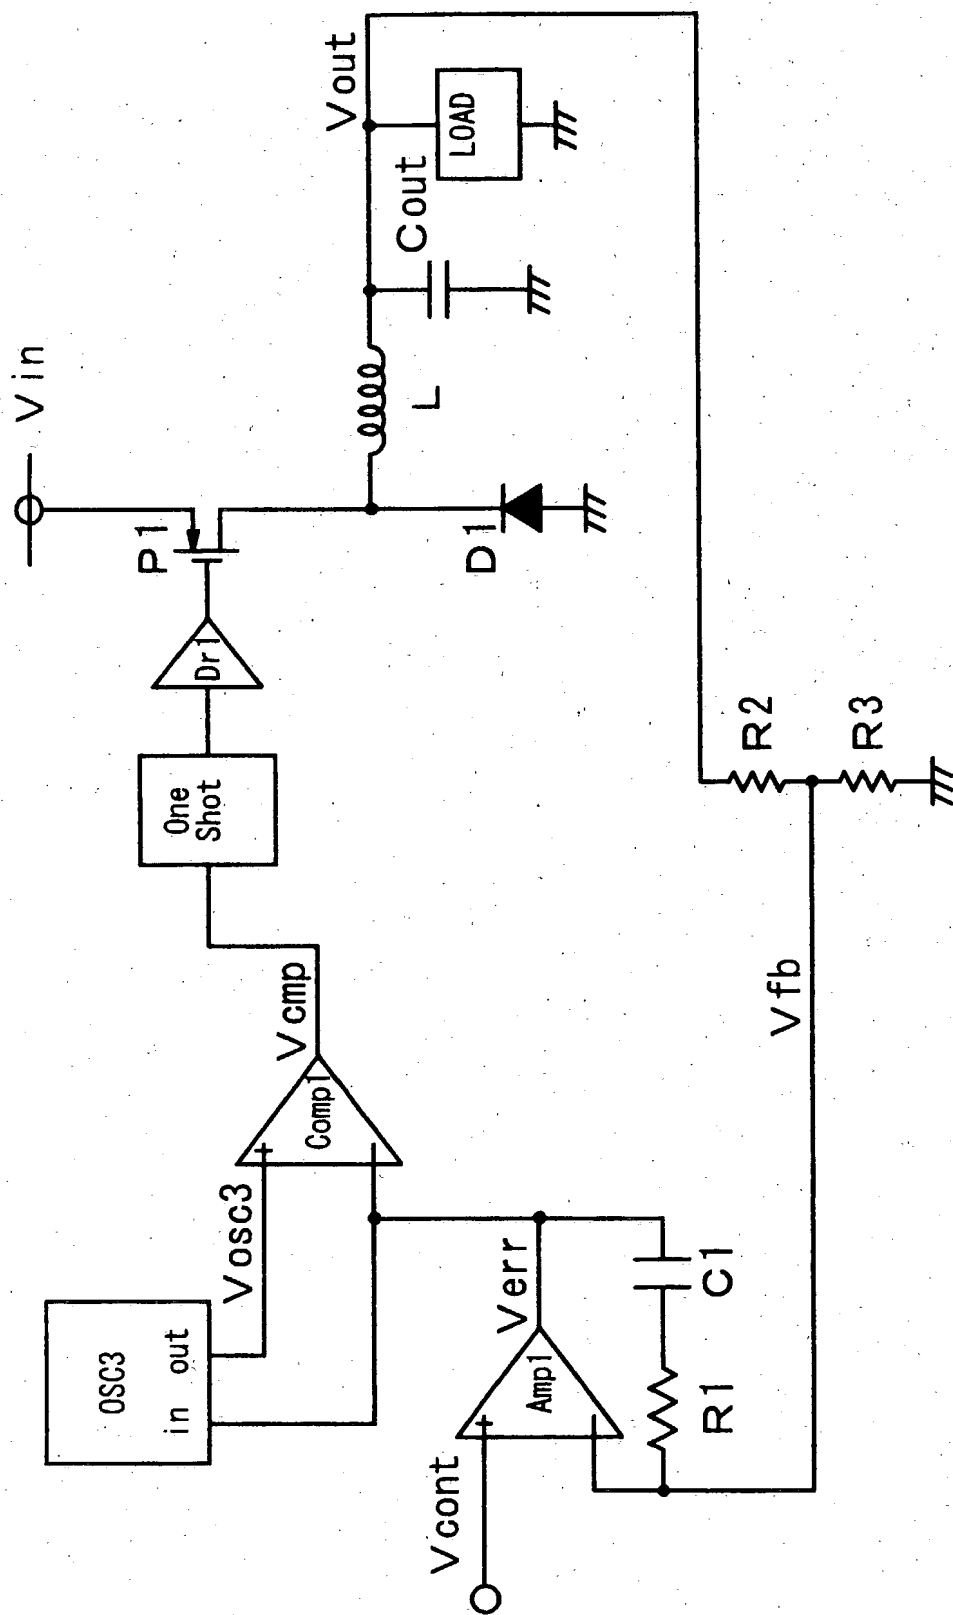 Vin
P1
Dr1
One
Shot
Vcmp
Comp1
+
−
Vosc3
OSC3
in out
L
Vout
Cout
LOAD
D1
Verr
Amp1
+
−
Vcont
C1
R1
Vfb
R2
R3